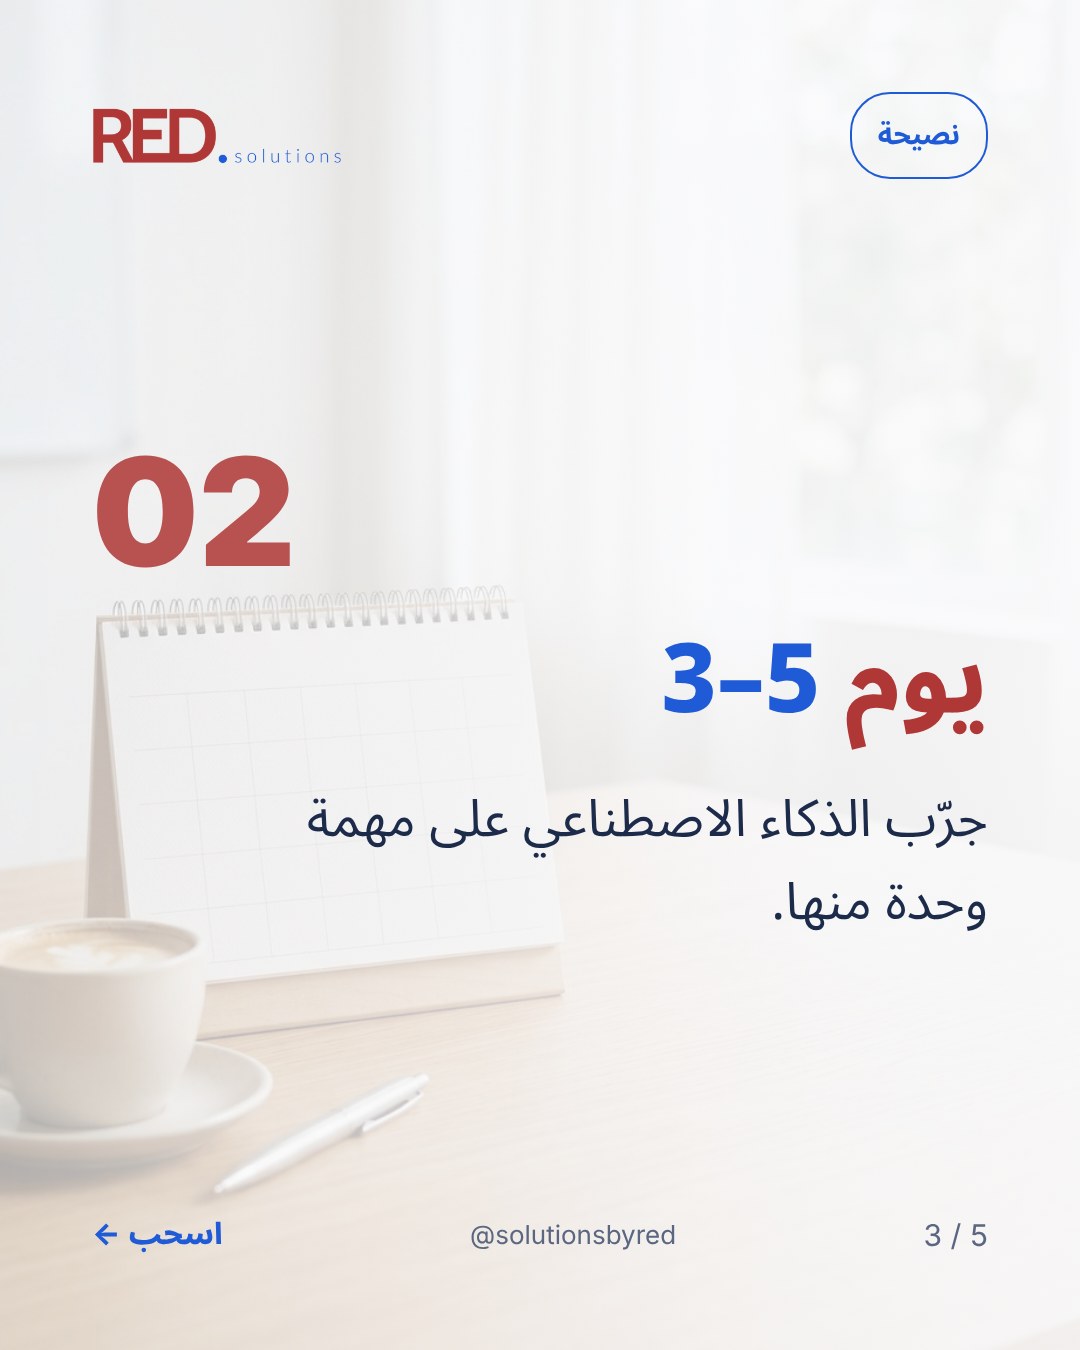 RED.solutions
نصيحة
02
يوم 3–5
جرّب الذكاء الاصطناعي على مهمة
وحدة منها.
اسحب ←
@solutionsbyred
3 / 5